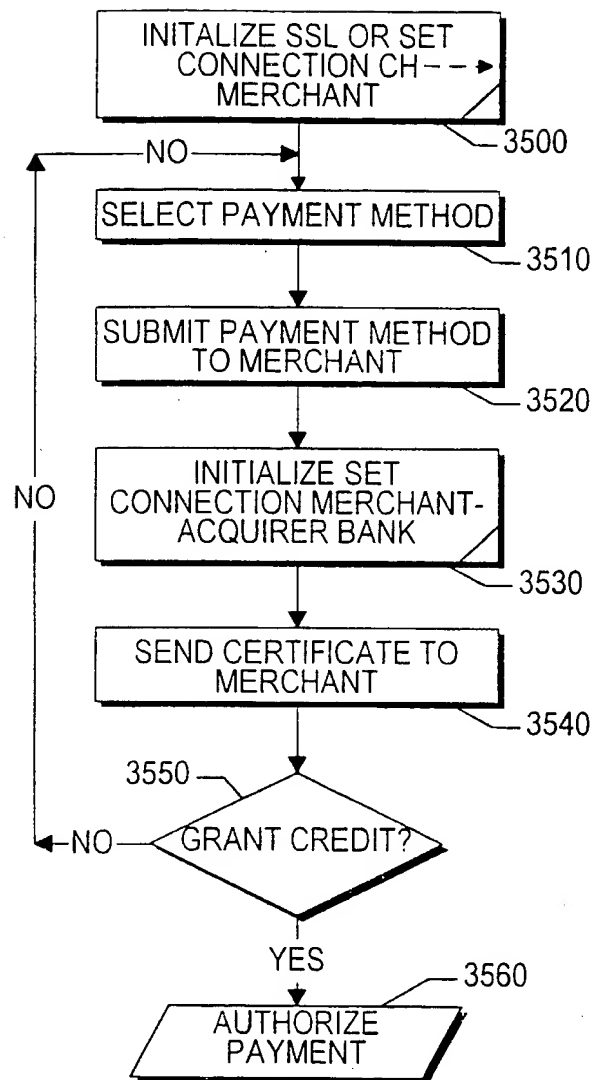 INITALIZE SSL OR SET
CONNECTION CH
MERCHANT
3500
NO
SELECT PAYMENT METHOD
3510
SUBMIT PAYMENT METHOD
TO MERCHANT
3520
NO
INITIALIZE SET
CONNECTION MERCHANT-
ACQUIRER BANK
3530
SEND CERTIFICATE TO
MERCHANT
3540
3550
NO
GRANT CREDIT?
YES
3560
AUTHORIZE
PAYMENT